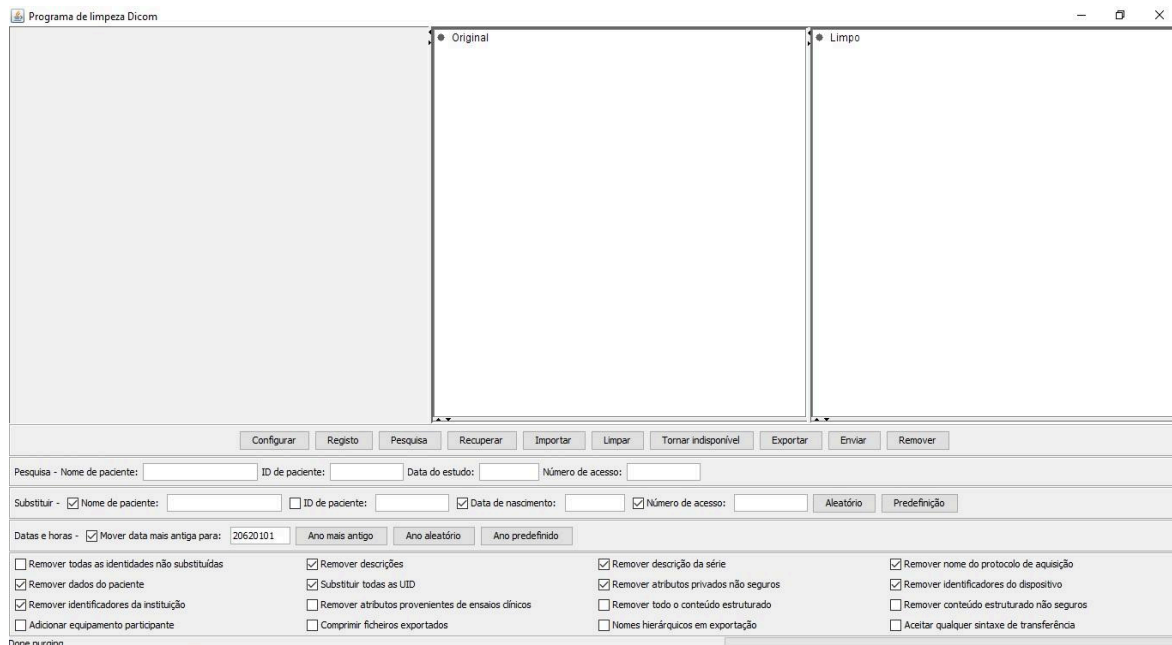 Programa de limpeza Dicom
Original
Limpo
Configurar Registo Pesquisa Recuperar Importar Limpar Tornar indisponível Exportar Enviar Remover
Pesquisa - Nome de paciente: ID de paciente: Data do estudo: Número de acesso:
Substituir - Nome de paciente: ID de paciente: Data de nascimento: Número de acesso: Aleatório Predefinição
Datas e horas - Mover data mais antiga para: 20620101 Ano mais antigo Ano aleatório Ano predefinido
Remover todas as identidades não substituídas Remover descrições Remover descrição da série Remover nome do protocolo de aquisição
Remover dados do paciente Substituir todas as UID Remover atributos privados não seguros Remover identificadores do dispositivo
Remover identificadores da instituição Remover atributos provenientes de ensaios clínicos Remover todo o conteúdo estruturado Remover conteúdo estruturado não seguros
Adicionar equipamento participante Comprimir ficheiros exportados Nomes hierárquicos em exportação Aceitar qualquer sintaxe de transferência
Done purging